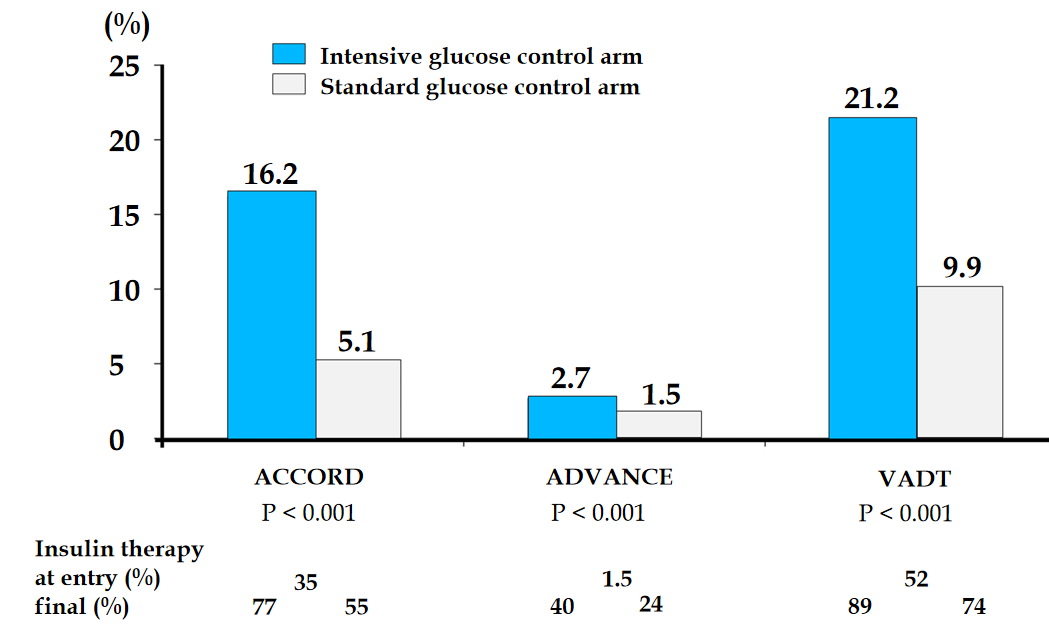 (%)
Intensive glucose control arm
Standard glucose control arm
25
20
15
10
5
0
16.2
5.1
2.7
1.5
21.2
9.9
ACCORD ADVANCE VADT
P < 0.001 P < 0.001 P < 0.001
Insulin therapy
at entry (%) 35 1.5 52
final (%) 77 55 40 24 89 74